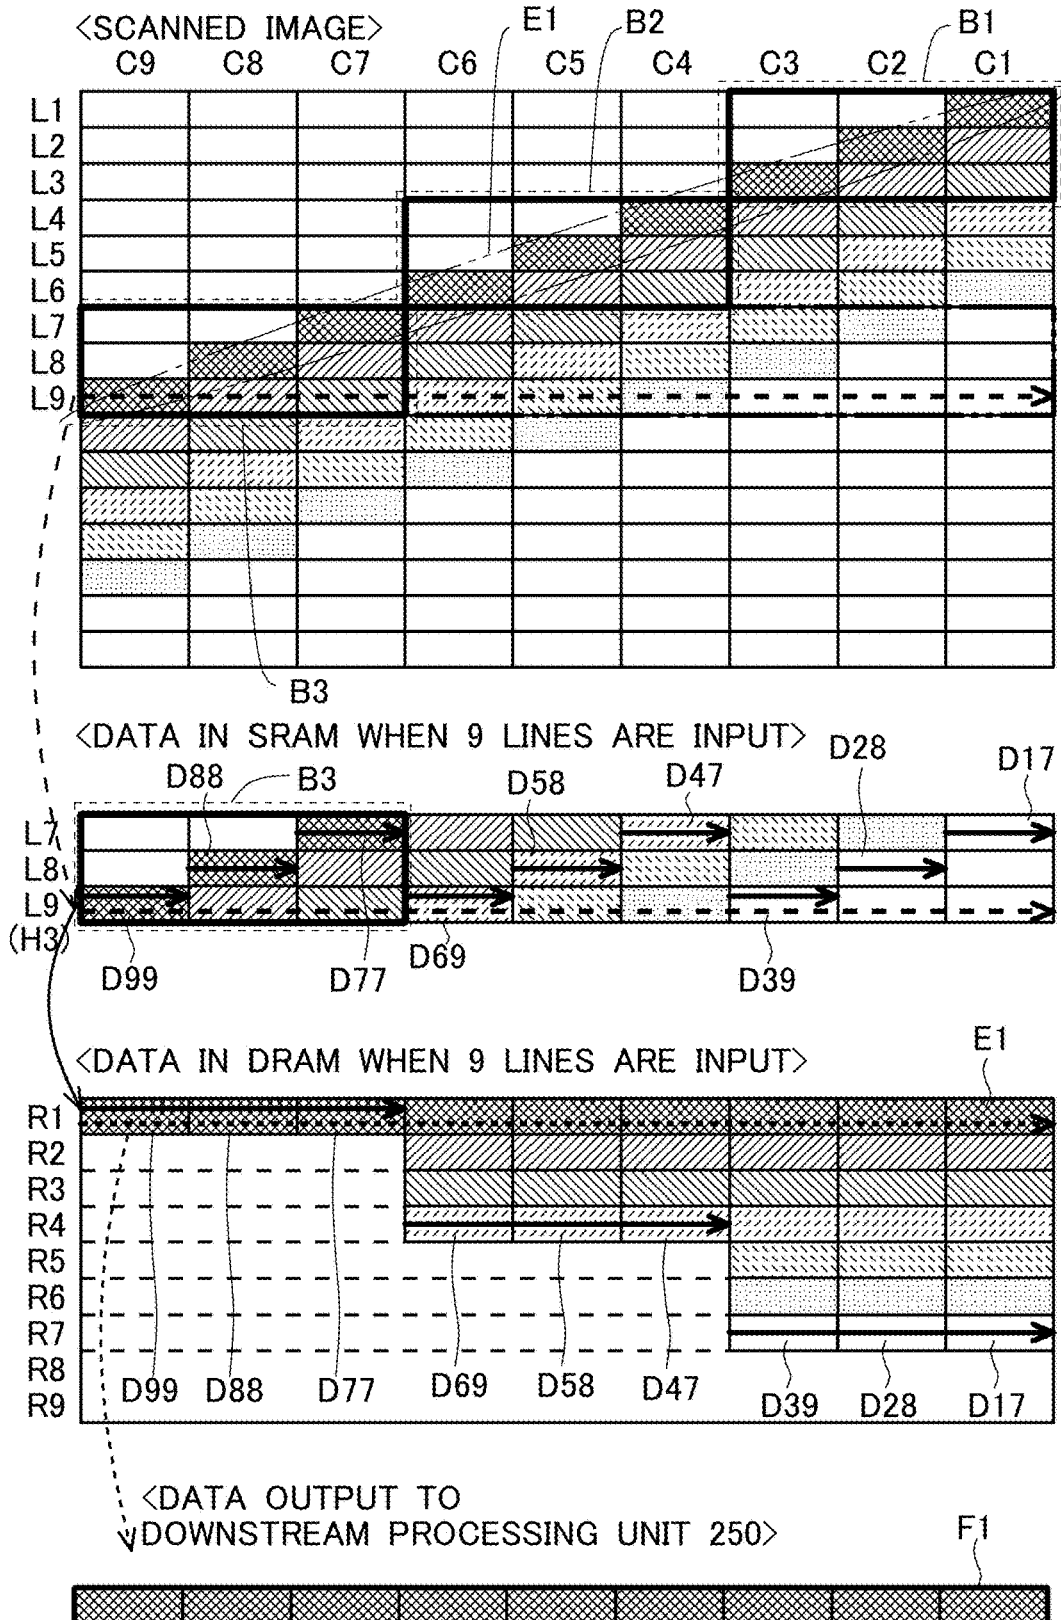 <SCANNED IMAGE>
E1
B2
B1
C9 C8 C7 C6 C5 C4 C3 C2 C1
L1
L2
L3
L4
L5
L6
L7
L8
L9
B3
<DATA IN SRAM WHEN 9 LINES ARE INPUT>
D88 B3 D58 D47 D28 D17
L7
L8
L9
(H3)
D99 D77 D69 D39
<DATA IN DRAM WHEN 9 LINES ARE INPUT>
E1
R1
R2
R3
R4
R5
R6
R7
R8
D99 D88 D77 D69 D58 D47 D39 D28 D17
R9
<DATA OUTPUT TO
DOWNSTREAM PROCESSING UNIT 250>
F1